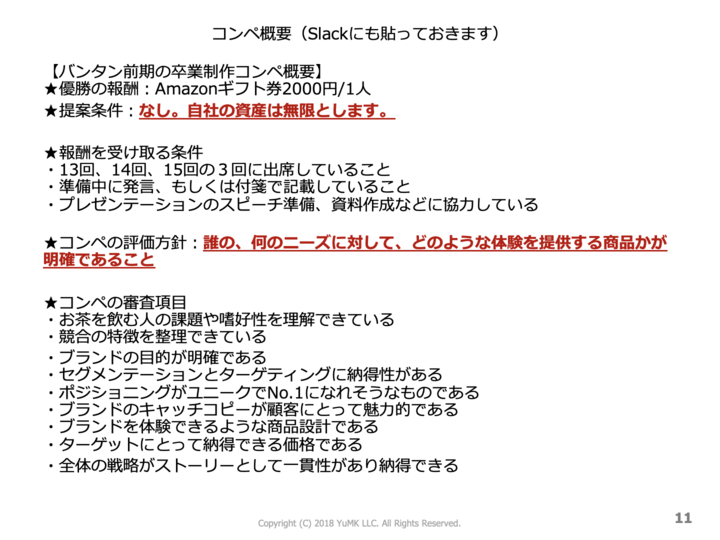 コンペ概要（Slackにも貼っておきます）
【バンタン前期の卒業制作コンペ概要】
★優勝の報酬：Amazonギフト券2000円/1人
★提案条件：なし。自社の資産は無限とします。
★報酬を受け取る条件
・13回、14回、15回の３回に出席していること
・準備中に発言、もしくは付箋で記載していること
・プレゼンテーションのスピーチ準備、資料作成などに協力している
★コンペの評価方針：誰の、何のニーズに対して、どのような体験を提供する商品かが
明確であること
★コンペの審査項目
・お茶を飲む人の課題や嗜好性を理解できている
・競合の特徴を整理できている
・ブランドの目的が明確である
・セグメンテーションとターゲティングに納得性がある
・ポジショニングがユニークでNo.1になれそうなものである
・ブランドのキャッチコピーが顧客にとって魅力的である
・ブランドを体験できるような商品設計である
・ターゲットにとって納得できる価格である
・全体の戦略がストーリーとして一貫性があり納得できる
Copyright (C) 2018 YuMK LLC. All Rights Reserved.
11